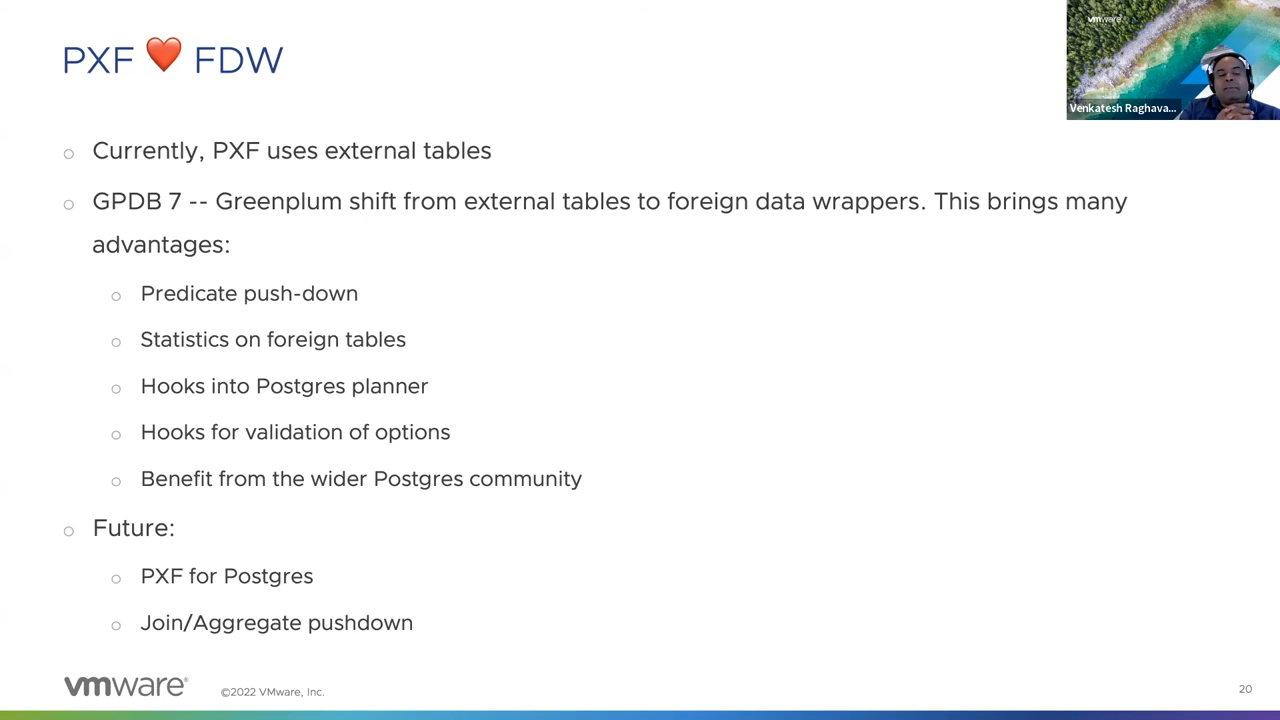 PXF ❤️ FDW
vmware
Venkatesh Raghava...
Currently, PXF uses external tables
GPDB 7 -- Greenplum shift from external tables to foreign data wrappers. This brings many
advantages:
Predicate push-down
Statistics on foreign tables
Hooks into Postgres planner
Hooks for validation of options
Benefit from the wider Postgres community
Future:
PXF for Postgres
Join/Aggregate pushdown
vmware®
©2022 VMware, Inc.
20